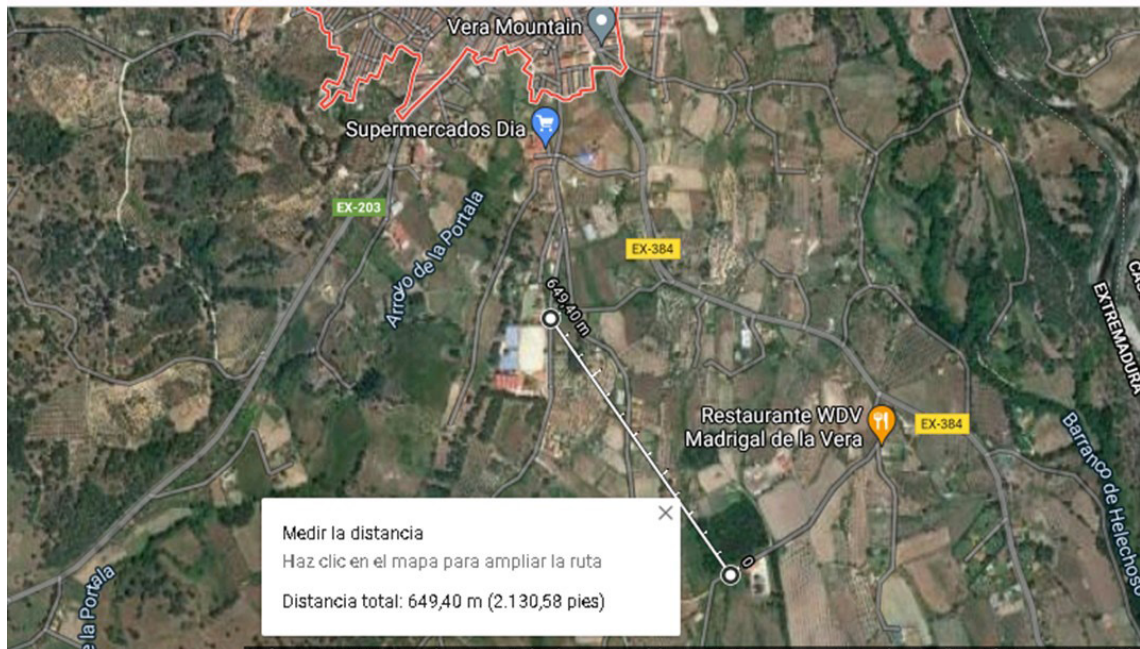 Vera Mountain
Supermercados Dia
EX-203
Arroyo de la Portala
EX-384
649,40 m
EXTREMADURA
Restaurante WDV
Madrigal de la Vera
EX-384
Barranco de Helechoso
0
Medir la distancia
Haz clic en el mapa para ampliar la ruta
Distancia total: 649,40 m (2.130,58 pies)
e la Portala